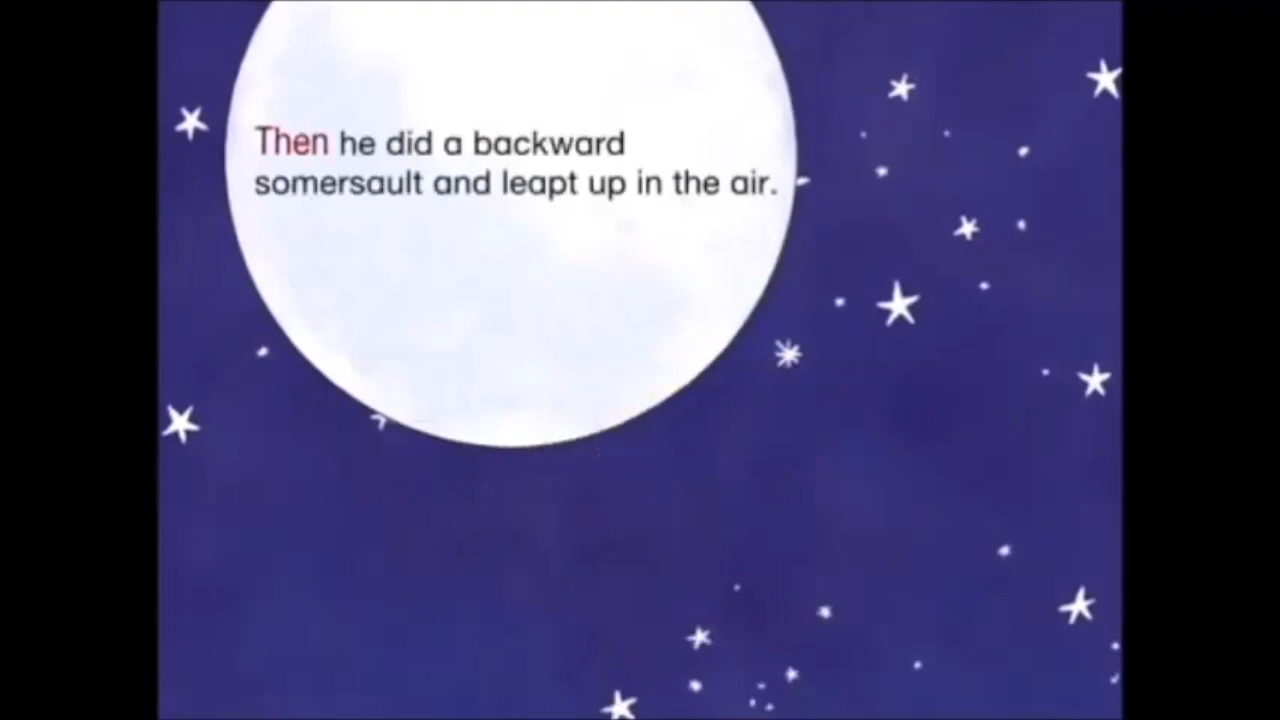 Then he did a backward
somersault and leapt up in the air.